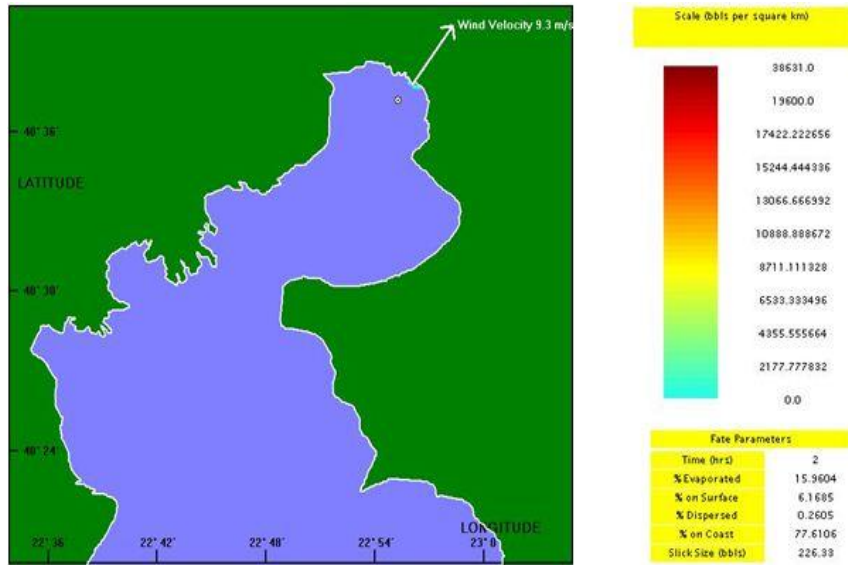 Wind Velocity 9.3 m/s
40° 36'
LATITUDE
40° 30'
40° 24'
LONGITUDE
22° 36'
22° 42'
22° 48'
22° 54'
23° 0'
Scale (bbls per square km)
38631.0
19600.0
17422.222656
15244.444336
13066.666992
10888.888672
8711.111328
6533.333496
4355.555664
2177.777832
0.0
Fate Parameters
Time (hrs) 2
% Evaporated 15.9604
% on Surface 6.1685
% Dispersed 0.2605
% on Coast 77.6106
Slick Size (bbls) 226.33